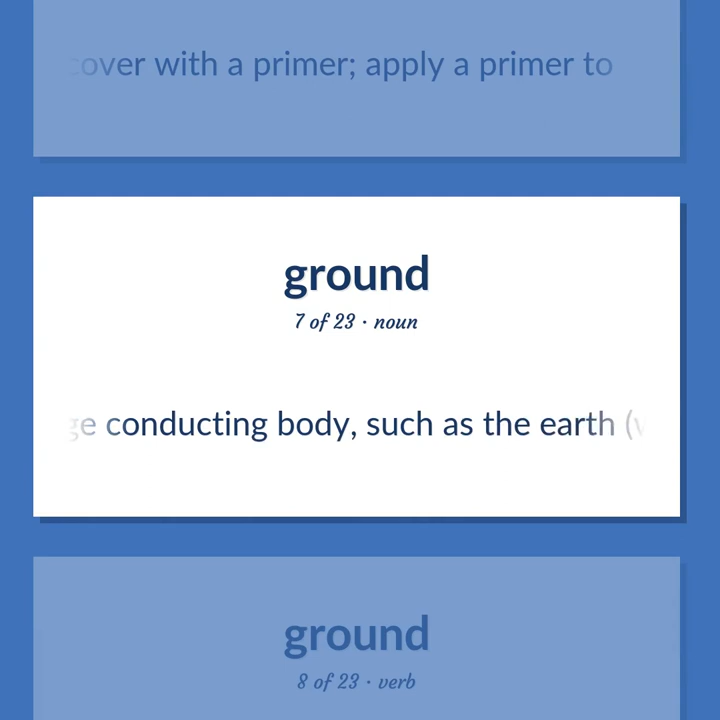 cover with a primer; apply a primer to
ground
7 of 23 · noun
conducting body, such as the earth
ground
8 of 23 · verb